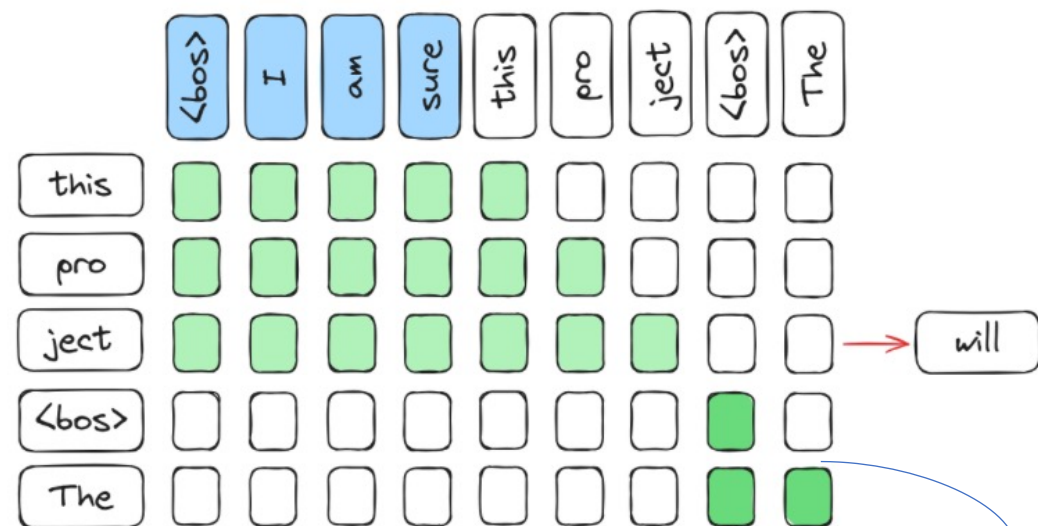 <bos> I am sure this pro ject <bos> The
this
pro
ject will
<bos>
The